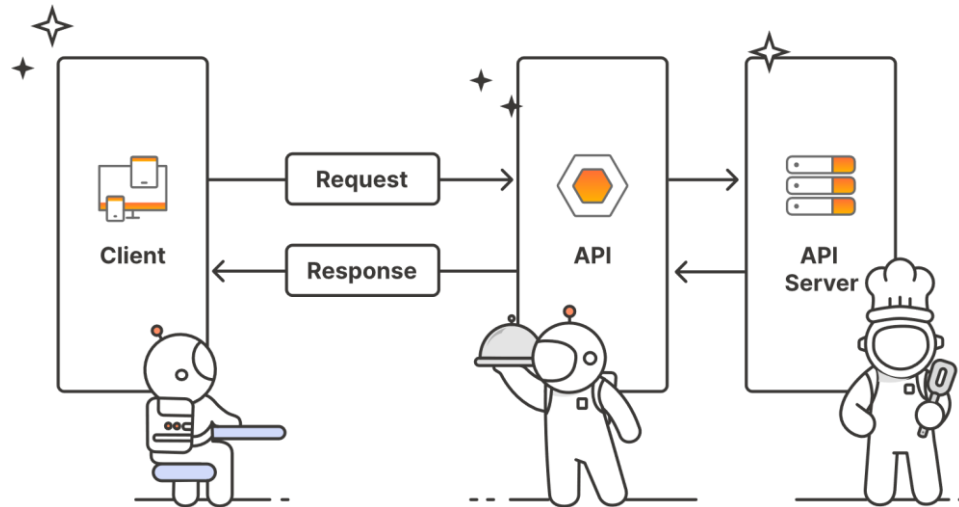 Request
Client
API
API
Server
Response